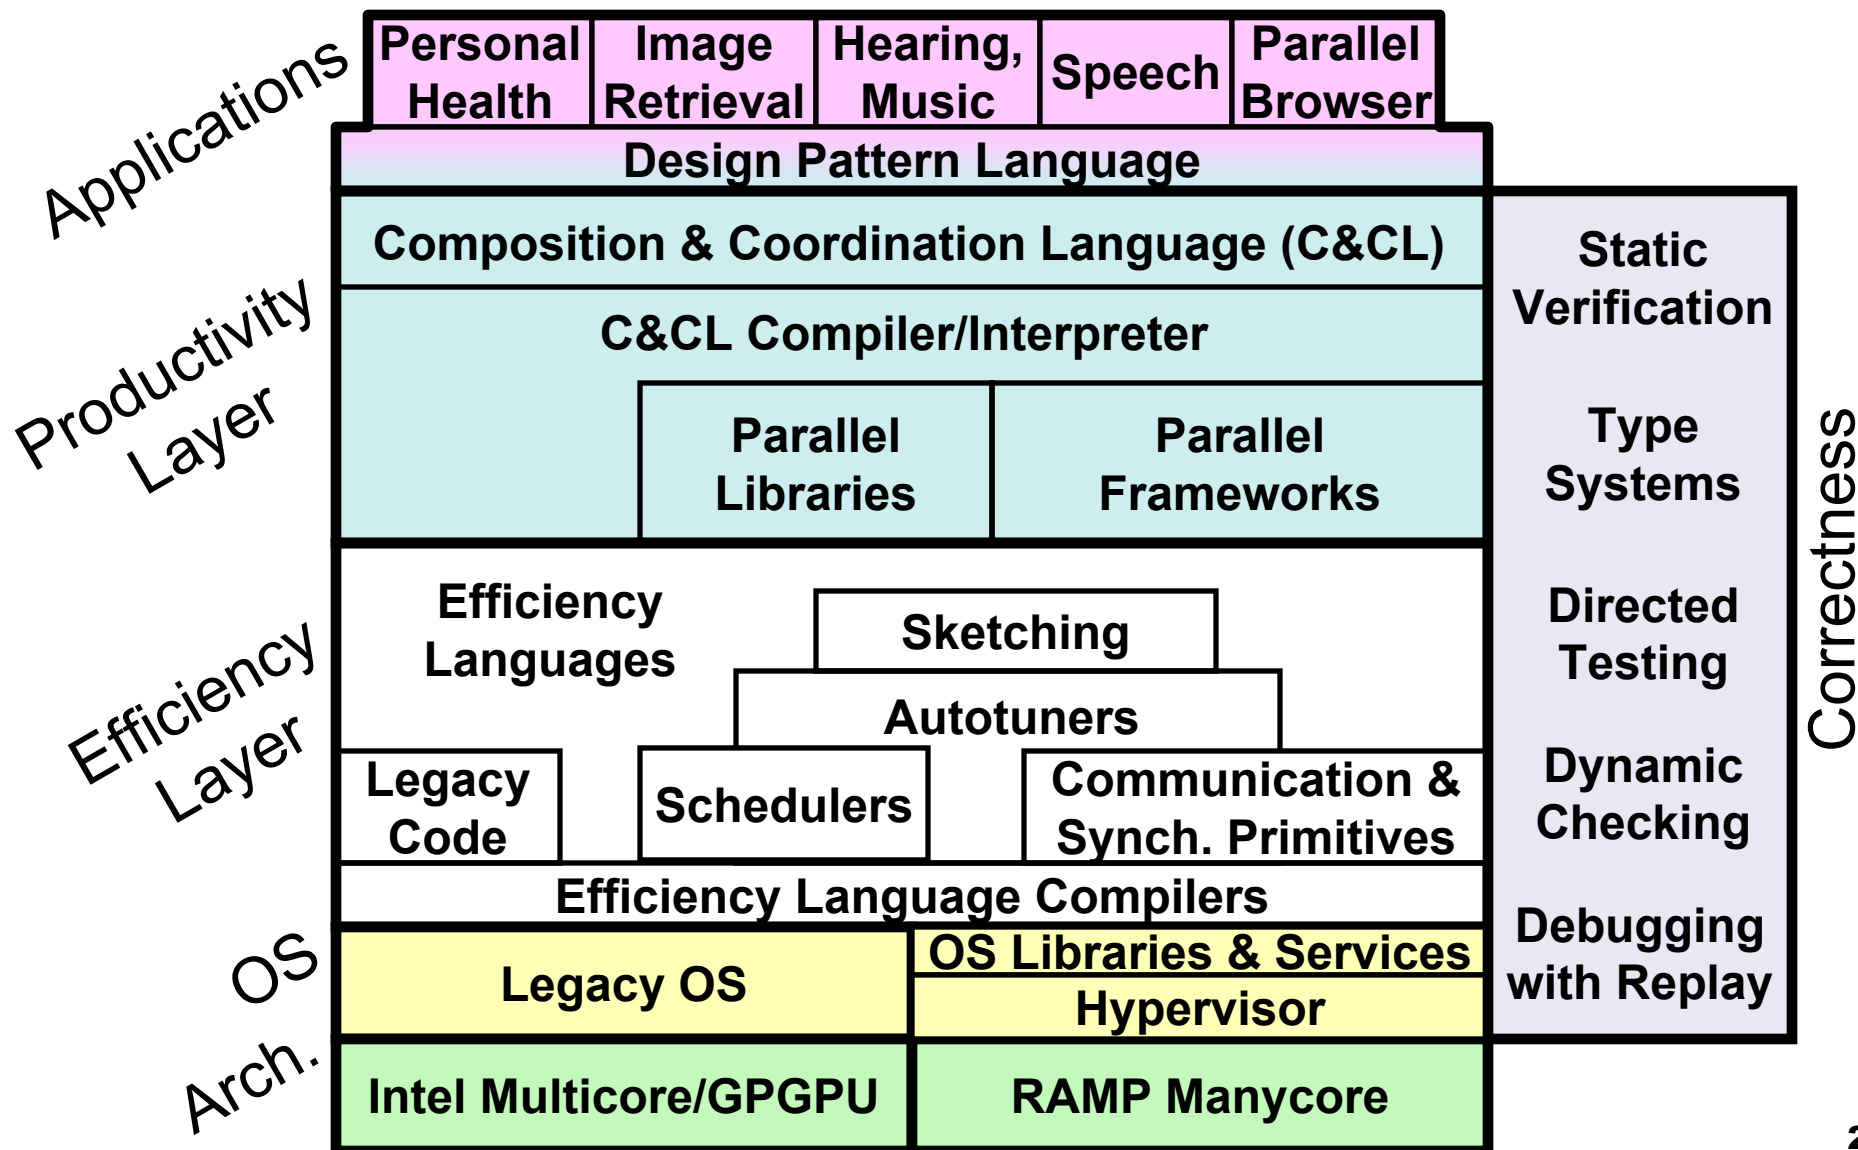 Applications
Personal
Health
Image
Retrieval
Hearing,
Music
Speech
Parallel
Browser
Design Pattern Language
Productivity
Layer
Composition & Coordination Language (C&CL)
C&CL Compiler/Interpreter
Parallel
Libraries
Parallel
Frameworks
Efficiency
Layer
Efficiency
Languages
Sketching
Autotuners
Legacy
Code
Schedulers
Communication &
Synch. Primitives
Efficiency Language Compilers
OS
Legacy OS
OS Libraries & Services
Hypervisor
Arch.
Intel Multicore/GPGPU
RAMP Manycore
Static
Verification
Type
Systems
Directed
Testing
Dynamic
Checking
Debugging
with Replay
Correctness